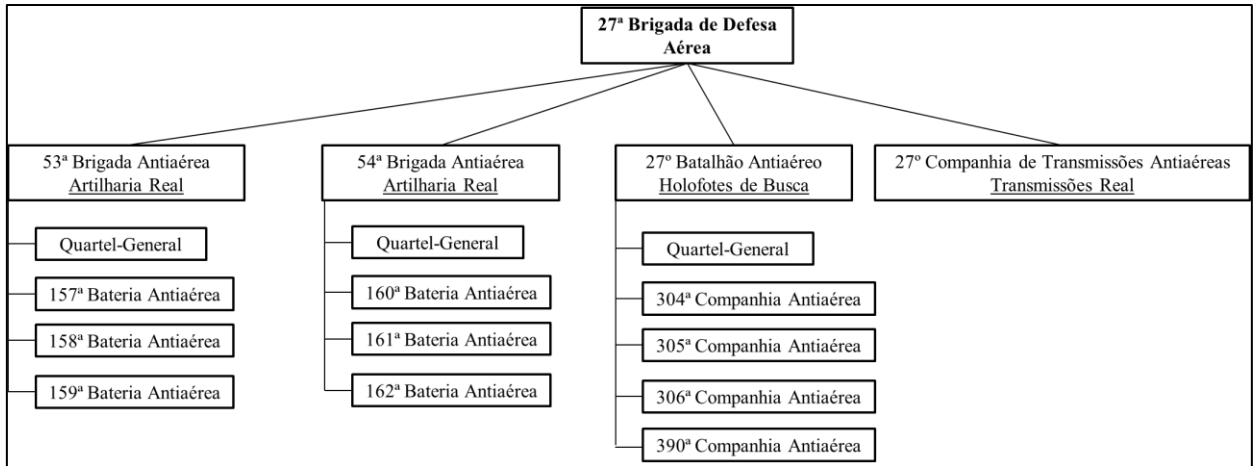 27ª Brigada de Defesa
Aérea
53ª Brigada Antiaérea
Artilharia Real
Quartel-General
157ª Bateria Antiaérea
158ª Bateria Antiaérea
159ª Bateria Antiaérea
54ª Brigada Antiaérea
Artilharia Real
Quartel-General
160ª Bateria Antiaérea
161ª Bateria Antiaérea
162ª Bateria Antiaérea
27º Batalhão Antiaéreo
Holofotes de Busca
Quartel-General
304ª Companhia Antiaérea
305ª Companhia Antiaérea
306ª Companhia Antiaérea
390ª Companhia Antiaérea
27º Companhia de Transmissões Antiaéreas
Transmissões Real